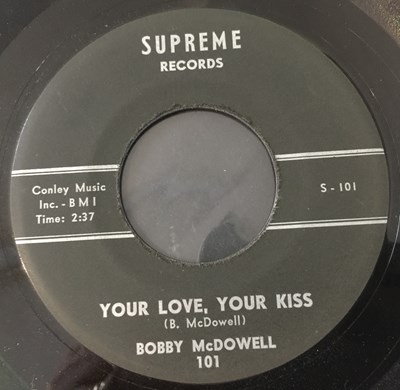 SUPREME
RECORDS
Conley Music
Inc. - B M I
Time: 2:37
S - 101
YOUR LOVE, YOUR KISS
(B. McDowell)
BOBBY McDOWELL
101